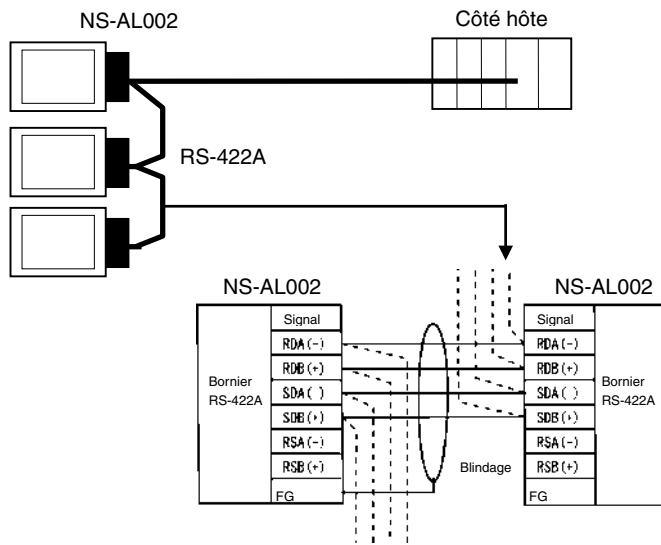 NS-AL002
Côté hôte
RS-422A
NS-AL002
NS-AL002
Signal
RDA (-)
RDB (+)
SDA ( )
SDB (+)
RSA (-)
RSB (+)
FG
Bornier
RS-422A
Blindage
Signal
RDA (-)
RDB (+)
SDA ( )
SDB (+)
RSA (-)
RSB (+)
FG
Bornier
RS-422A